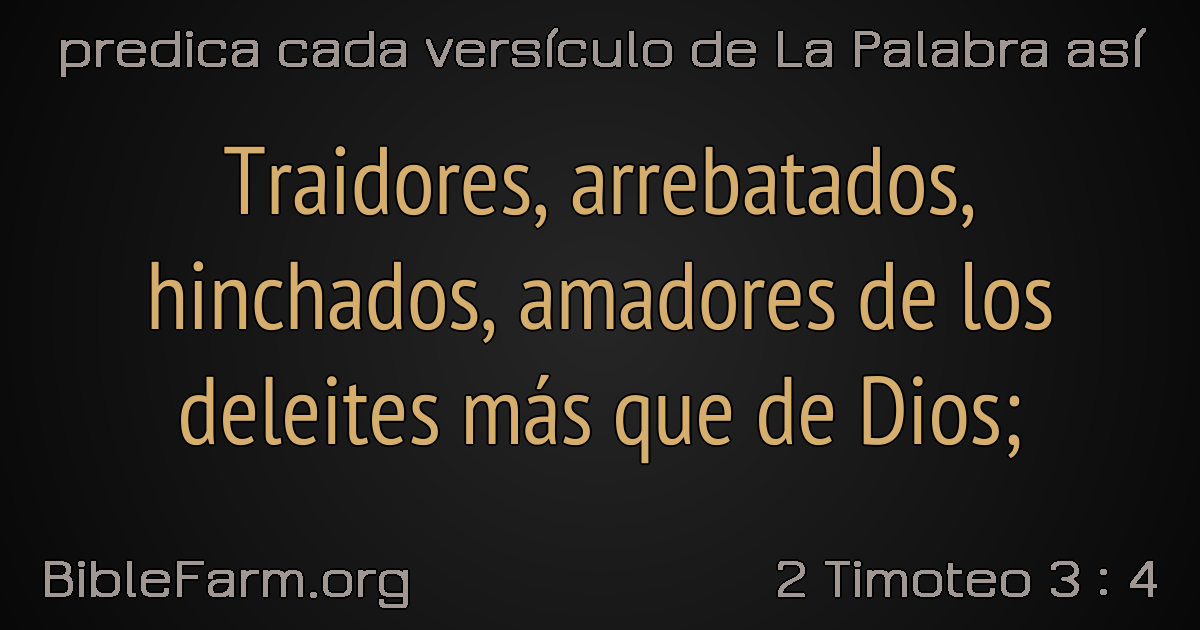 predica cada versículo de La Palabra así
Traidores, arrebatados,
hinchados, amadores de los
deleites más que de Dios;
BibleFarm.org
2 Timoteo 3 : 4